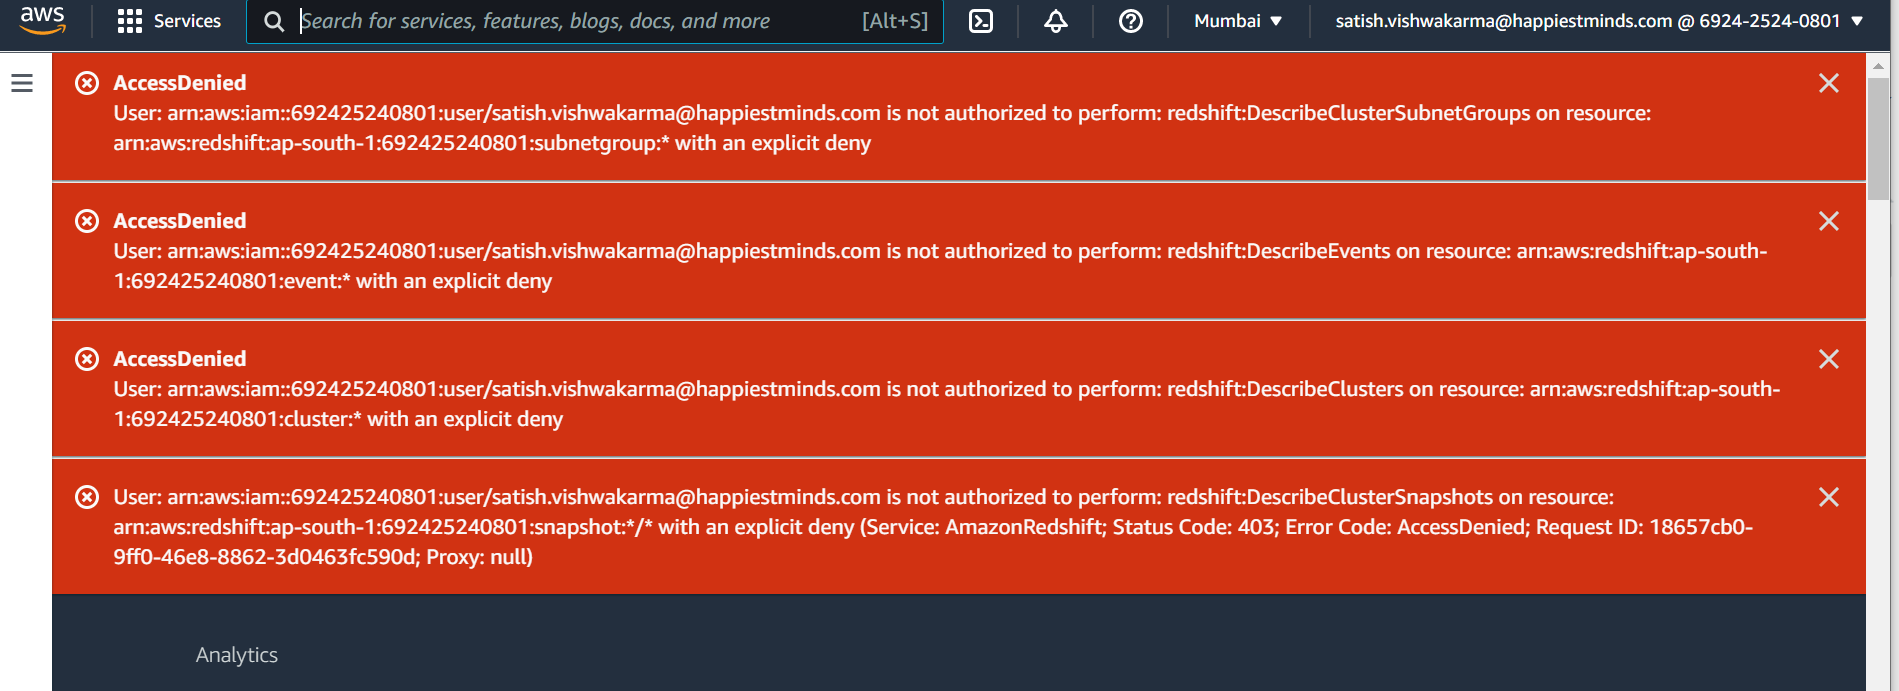 aws Services Search for services, features, blogs, docs, and more [Alt+S] Mumbai ▼ satish.vishwakarma@happiestminds.com @ 6924-2524-0801 ▼
AccessDenied
User: arn:aws:iam::692425240801:user/satish.vishwakarma@happiestminds.com is not authorized to perform: redshift:DescribeClusterSubnetGroups on resource:
arn:aws:redshift:ap-south-1:692425240801:subnetgroup:* with an explicit deny
AccessDenied
User: arn:aws:iam::692425240801:user/satish.vishwakarma@happiestminds.com is not authorized to perform: redshift:DescribeEvents on resource: arn:aws:redshift:ap-south-
1:692425240801:event:* with an explicit deny
AccessDenied
User: arn:aws:iam::692425240801:user/satish.vishwakarma@happiestminds.com is not authorized to perform: redshift:DescribeClusters on resource: arn:aws:redshift:ap-south-
1:692425240801:cluster:* with an explicit deny
User: arn:aws:iam::692425240801:user/satish.vishwakarma@happiestminds.com is not authorized to perform: redshift:DescribeClusterSnapshots on resource:
arn:aws:redshift:ap-south-1:692425240801:snapshot:*/* with an explicit deny (Service: AmazonRedshift; Status Code: 403; Error Code: AccessDenied; Request ID: 18657cb0-
9ff0-46e8-8862-3d0463fc590d; Proxy: null)
Analytics